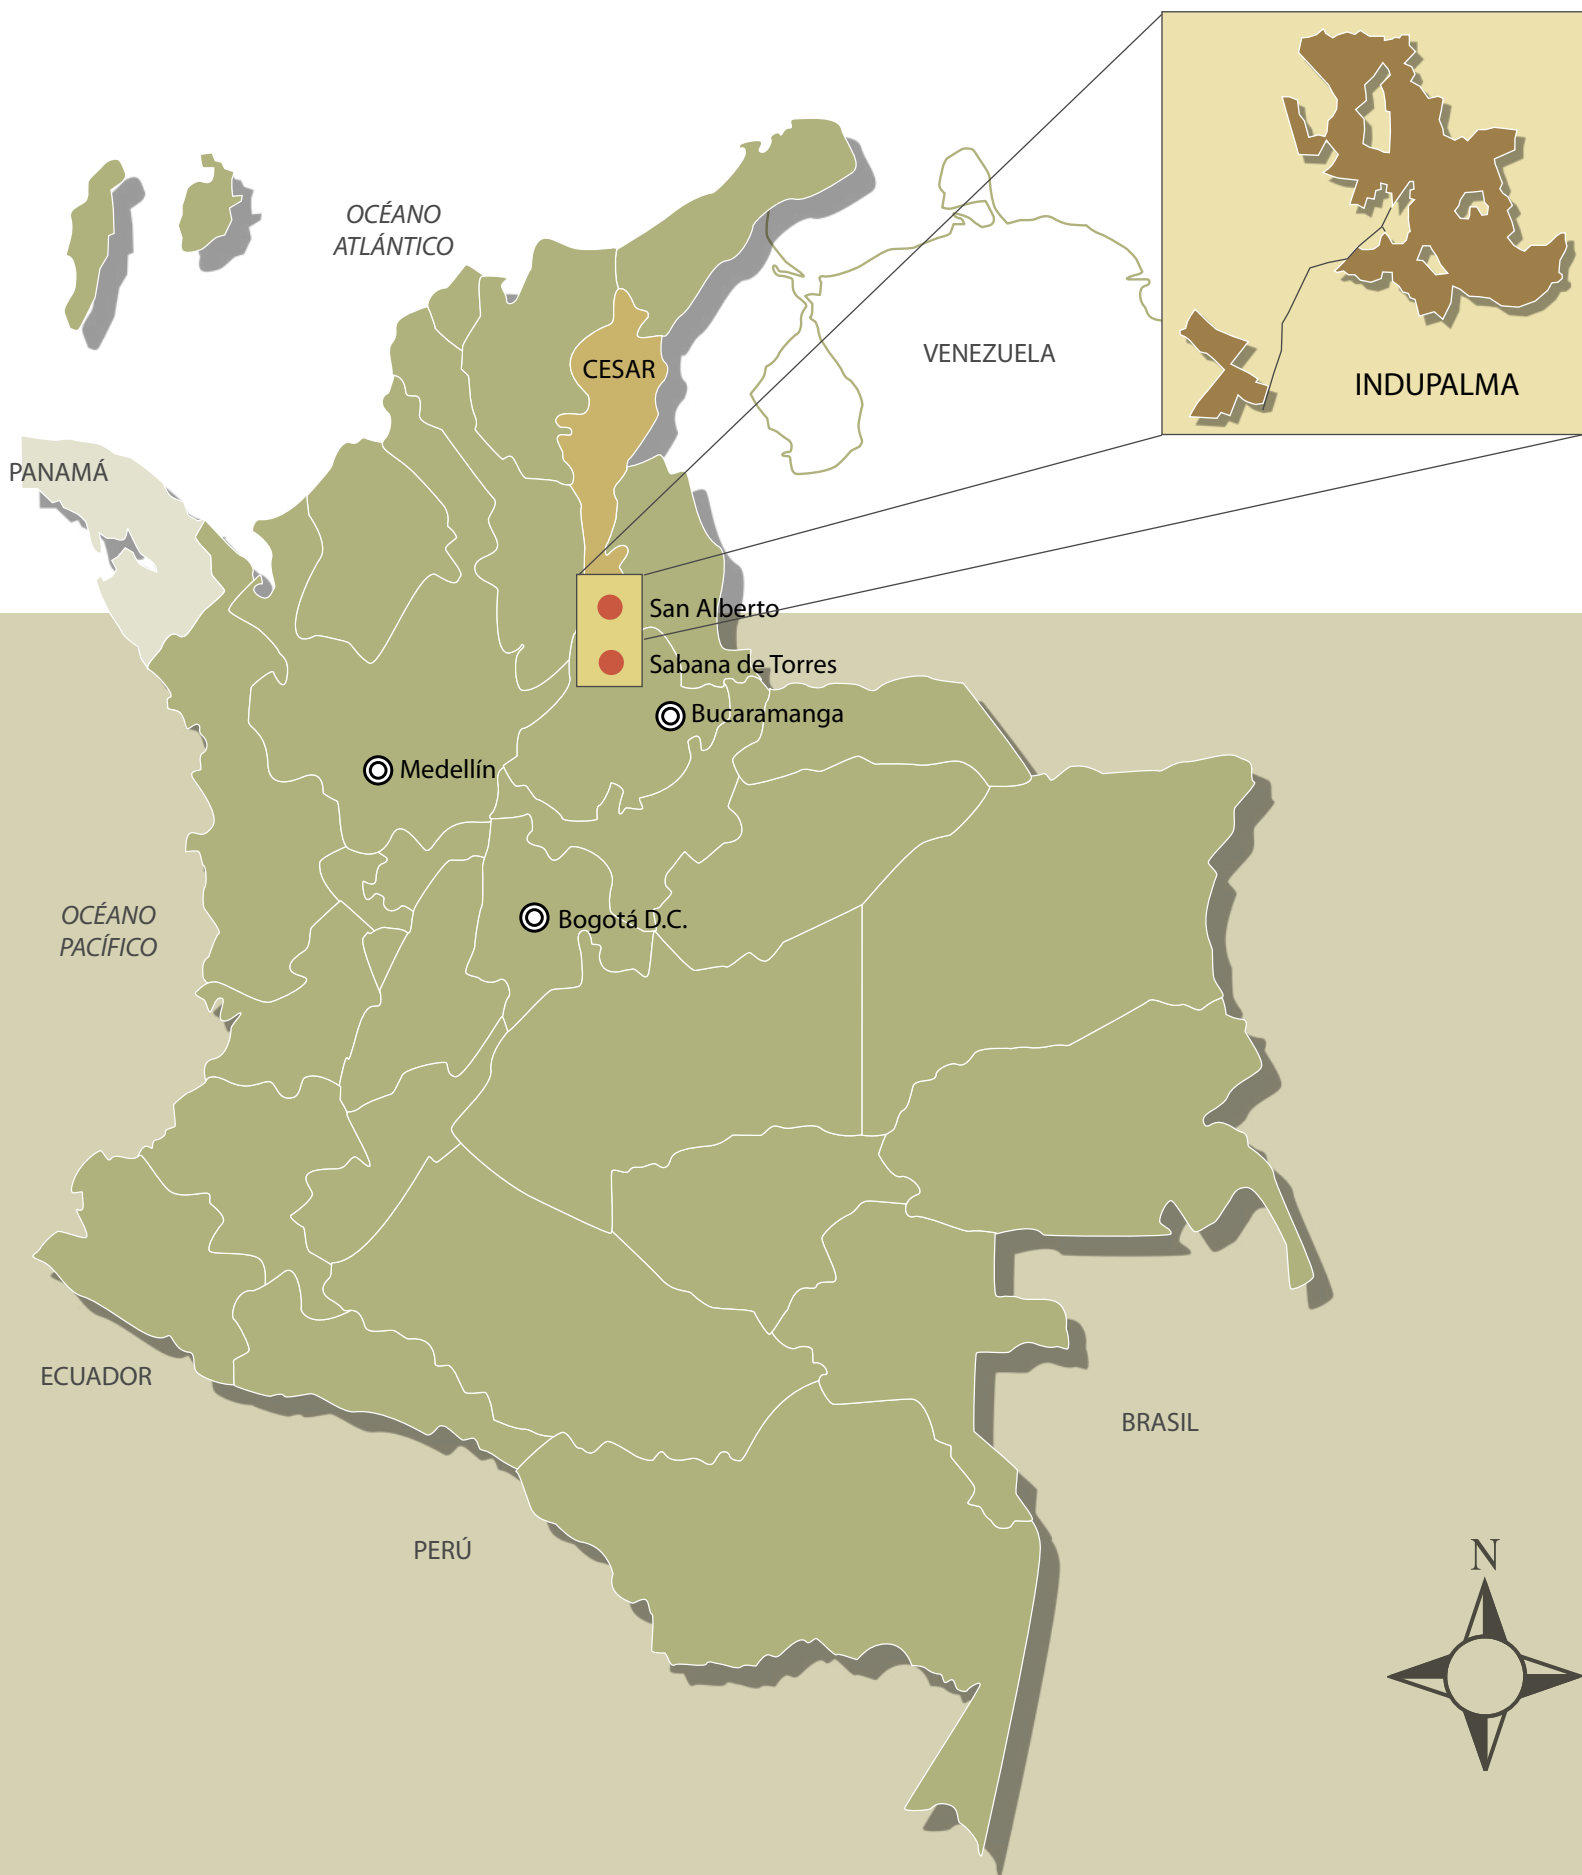 OCÉANO
ATLÁNTICO
VENEZUELA
CESAR
INDUPALMA
PANAMÁ
San Alberto
Sabana de Torres
Bucaramanga
Medellín
OCÉANO
PACÍFICO
Bogotá D.C.
ECUADOR
BRASIL
PERÚ
N